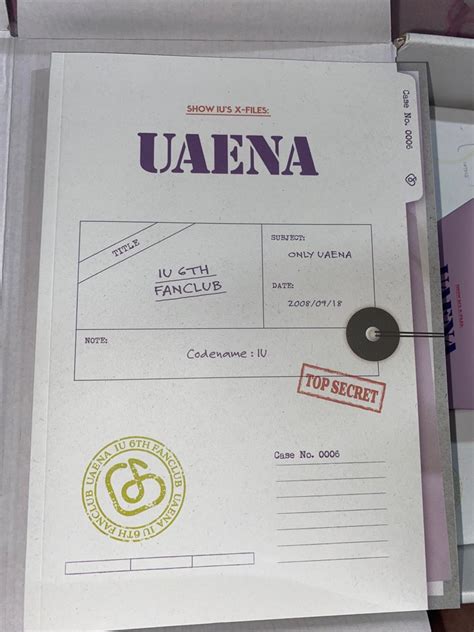 SHOW IU'S X-FILES:
UAENA
Case No. 0006
TITLE
IU 6TH
FANCLUB
SUBJECT:
ONLY UAENA
DATE:
2008/09/18
NOTE:
Codename : IU
TOP SECRET
UAENA IU 6TH FANCLUB UAENA IU 6TH FANCLUB
Case No. 0006
UAENA